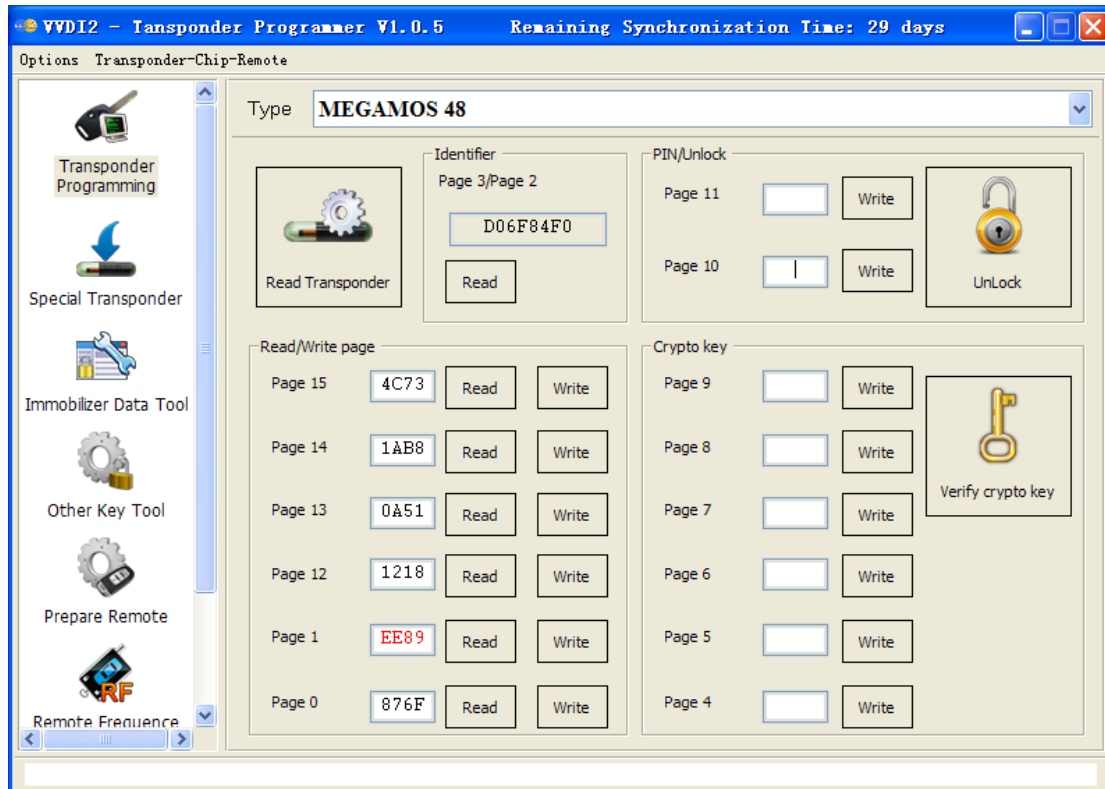 VVDI2 - Tansponder Programmer V1.0.5 Remaining Synchronization Time: 29 days
Options Transponder-Chip-Remote
Transponder
Programming
Special Transponder
Immobilizer Data Tool
Other Key Tool
Prepare Remote
RF
Remote Frequence
Type MEGAMOS 48
Read Transponder
Identifier
Page 3/Page 2
D06F84F0
Read
PIN/Unlock
Page 11 Write
Page 10 Write
UnLock
Read/Write page
Page 15 4C73 Read Write
Page 14 1AB8 Read Write
Page 13 0A51 Read Write
Page 12 1218 Read Write
Page 1 EE89 Read Write
Page 0 876F Read Write
Crypto key
Page 9 Write
Page 8 Write
Page 7 Write
Page 6 Write
Page 5 Write
Page 4 Write
Verify crypto key